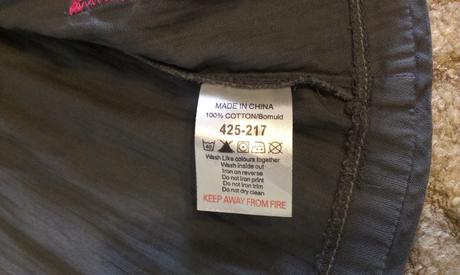 MADE IN CHINA
100% COTTON/Bomuld
425-217
40
Wash Like colours together
Wash inside out
Iron on reverse
Do not Iron print
Do not iron trim
Do not dry clean
KEEP AWAY FROM FIRE